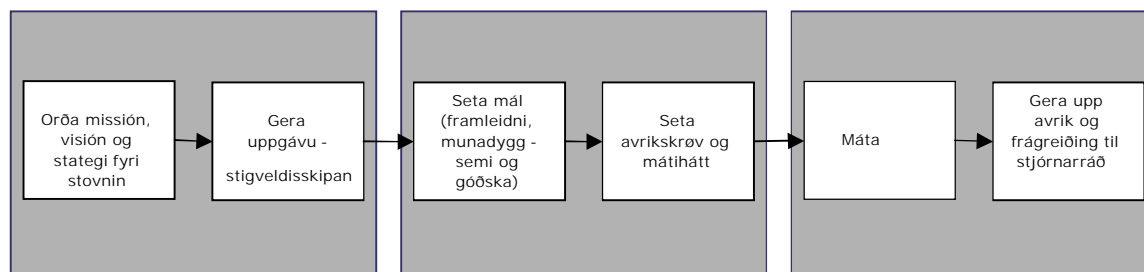 Orða missión,
visión og
stategi fyri
stovnin
Gera
uppgávu -
stigveldisskipan
Seta mál
(framleidni,
munadygg -
semi og
góðska)
Seta
avrikskrøv og
mátihátt
Máta
Gera upp
avrik og
frágreiðing til
stjórnarráð